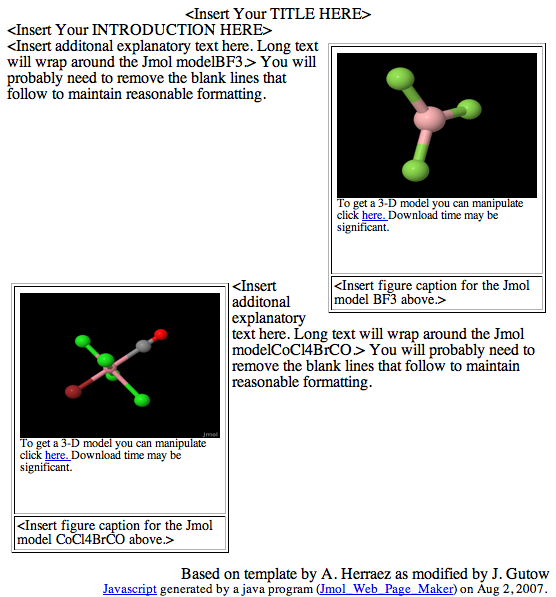 <Insert Your TITLE HERE>
<Insert Your INTRODUCTION HERE>
<Insert additonal explanatory text here. Long text
will wrap around the Jmol modelBF3.> You will
probably need to remove the blank lines that
follow to maintain reasonable formatting.
To get a 3-D model you can manipulate
click here. Download time may be
significant.
<Insert figure caption for the Jmol
model BF3 above.>
<Insert
additonal
explanatory
text here. Long text will wrap around the Jmol
modelCoCl4BrCO.> You will probably need to
remove the blank lines that follow to maintain
reasonable formatting.
Jmol
To get a 3-D model you can manipulate
click here. Download time may be
significant.
<Insert figure caption for the Jmol
model CoCl4BrCO above.>
Based on template by A. Herraez as modified by J. Gutow
Javascript generated by a java program (Jmol_Web_Page_Maker) on Aug 2, 2007.